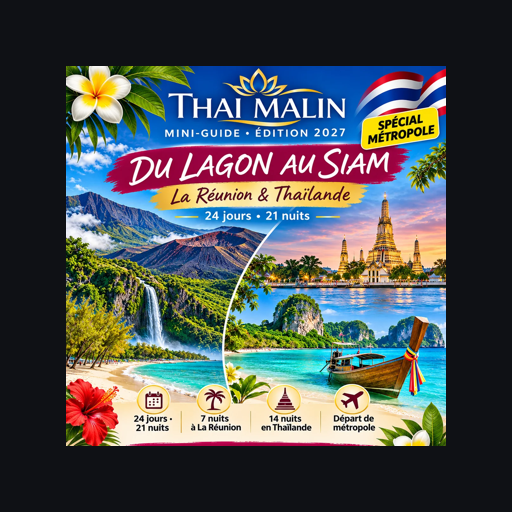 THAI MALIN
MINI-GUIDE • ÉDITION 2027
SPÉCIAL
MÉTROPOLE
DU LAGON AU SIAM
La Réunion & Thaïlande
24 jours • 21 nuits
24 jours •
21 nuits
7 nuits
à La Réunion
14 nuits
en Thaïlande
Départ de
métropole